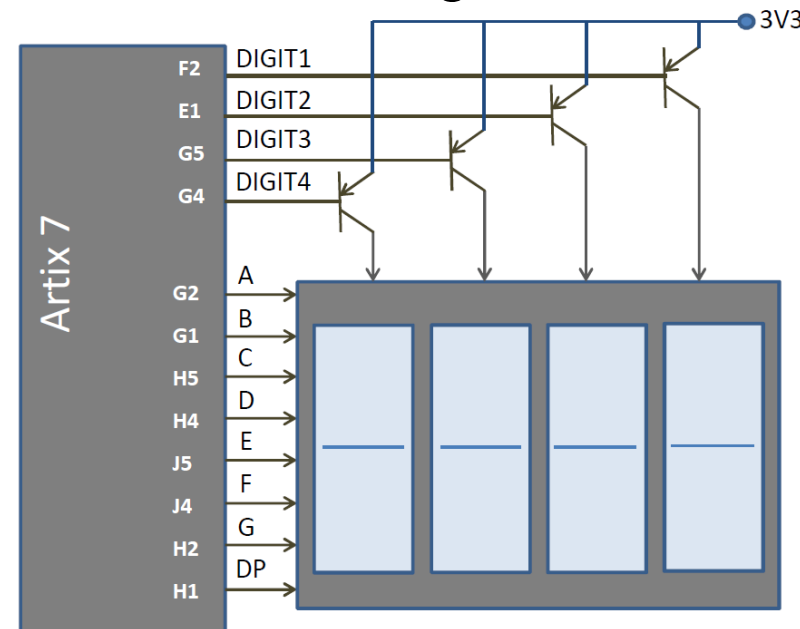 3V3
F2 DIGIT1
E1 DIGIT2
G5 DIGIT3
G4 DIGIT4
Artix 7
G2 A
G1 B
H5 C
H4 D
J5 E
J4 F
H2 G
H1 DP